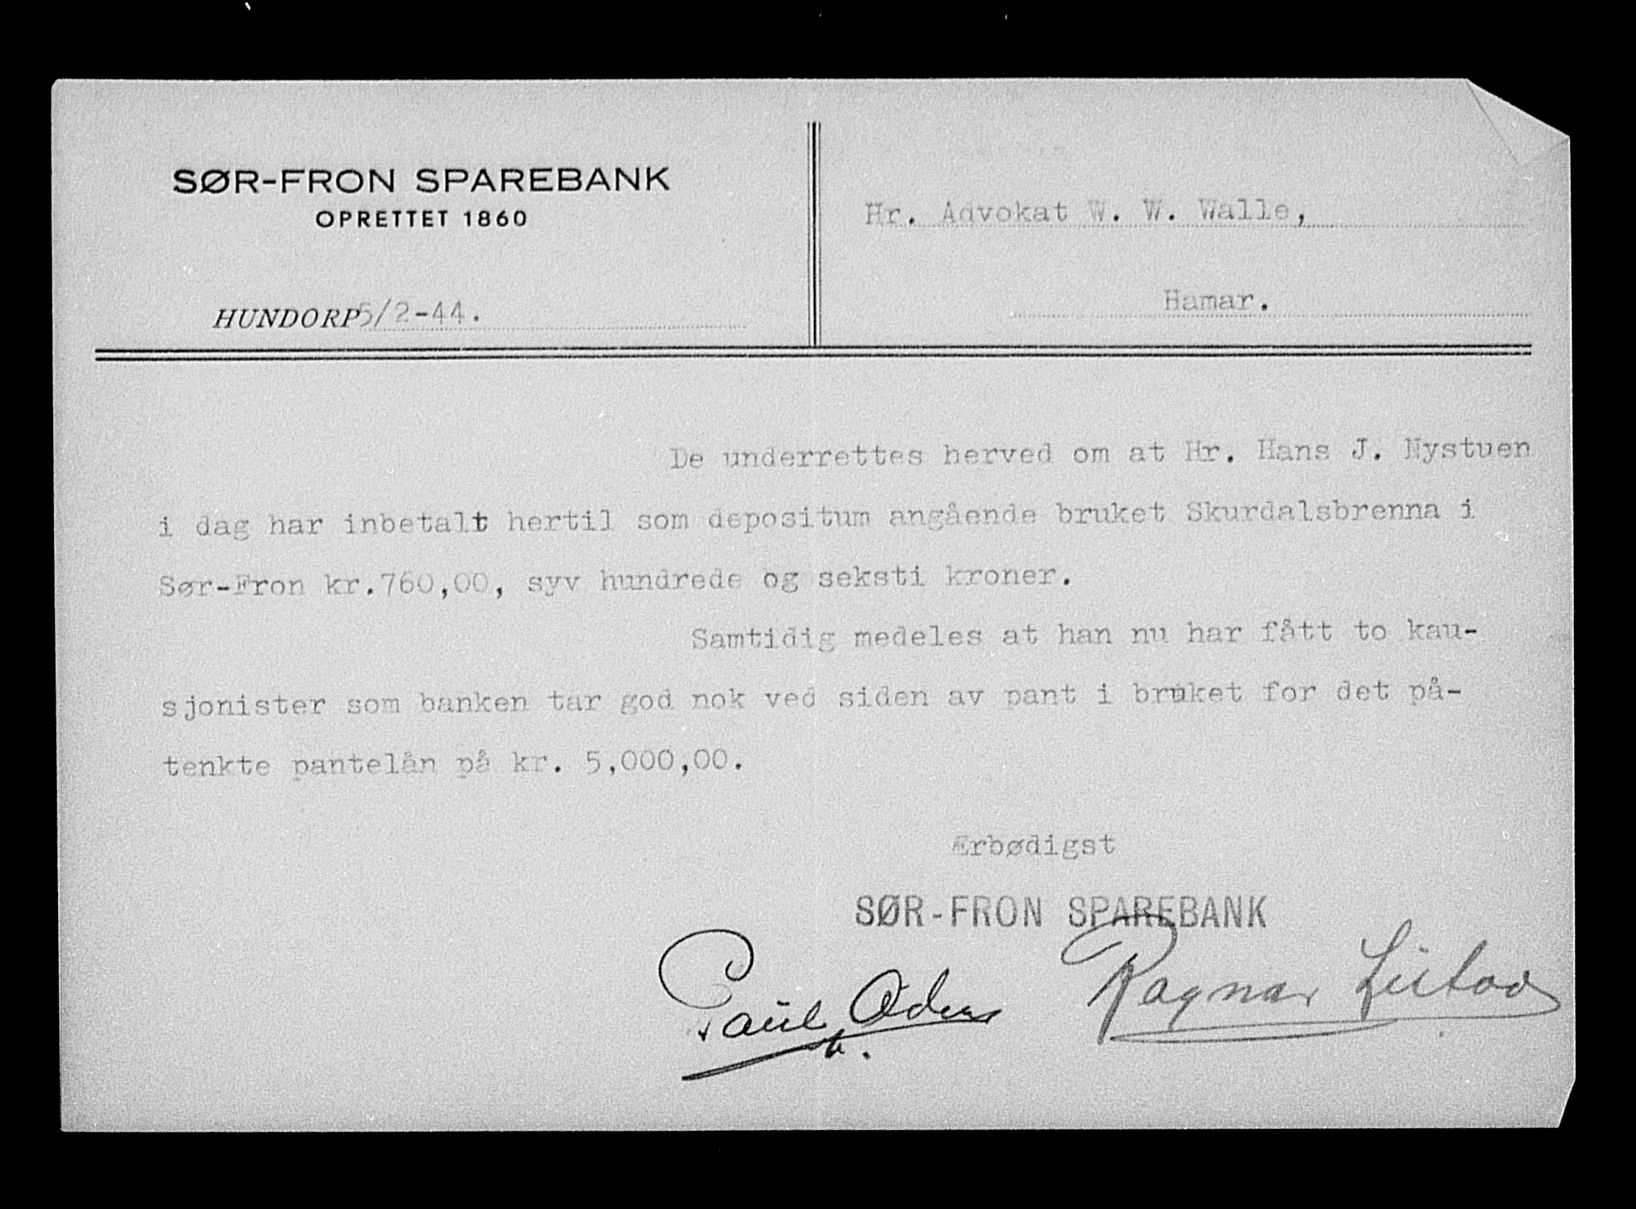 SØR-FRON SPAREBANK
OPRETTET 1860
HUNDORP 5/2-44.
Hr. Advokat W. W. Walle,
Hamar.
De underrettes herved om at Hr. Hans J. Nystuen
i dag har inbetalt hertil som depositum angående bruket Skurdalsbrenna i
Sør-Fron kr.760,00, syv hundrede og seksti kroner.
Samtidig medeles at han nu har fått to kau-
sjonister som banken tar god nok ved siden av pant i bruket for det på-
tenkte pantelån på kr. 5,000,00.
Ærbødigst
SØR-FRON SPAREBANK
Paul
Ragnar